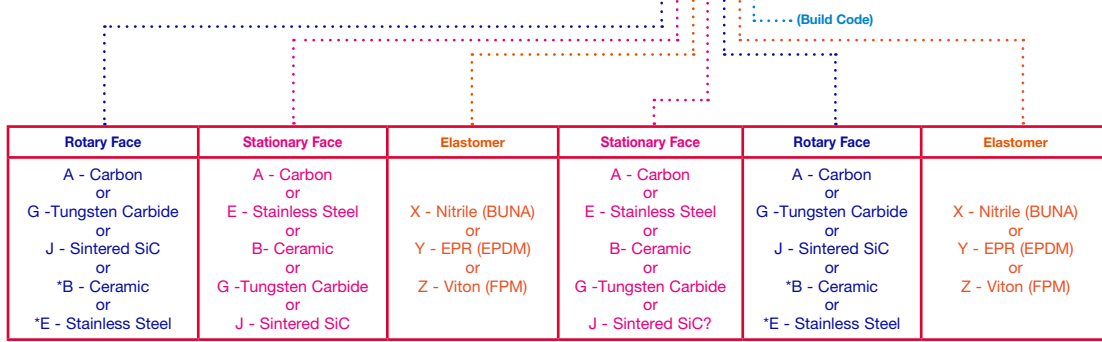 (Build Code)
Rotary Face
Stationary Face
Elastomer
Stationary Face
Rotary Face
Elastomer
A - Carbon
or
G -Tungsten Carbide
or
J - Sintered SiC
or
*B - Ceramic
or
*E - Stainless Steel
A - Carbon
or
E - Stainless Steel
or
B- Ceramic
or
G -Tungsten Carbide
or
J - Sintered SiC
X - Nitrile (BUNA)
or
Y - EPR (EPDM)
or
Z - Viton (FPM)
A - Carbon
or
E - Stainless Steel
or
B- Ceramic
or
G -Tungsten Carbide
or
J - Sintered SiC?
A - Carbon
or
G -Tungsten Carbide
or
J - Sintered SiC
or
*B - Ceramic
or
*E - Stainless Steel
X - Nitrile (BUNA)
or
Y - EPR (EPDM)
or
Z - Viton (FPM)